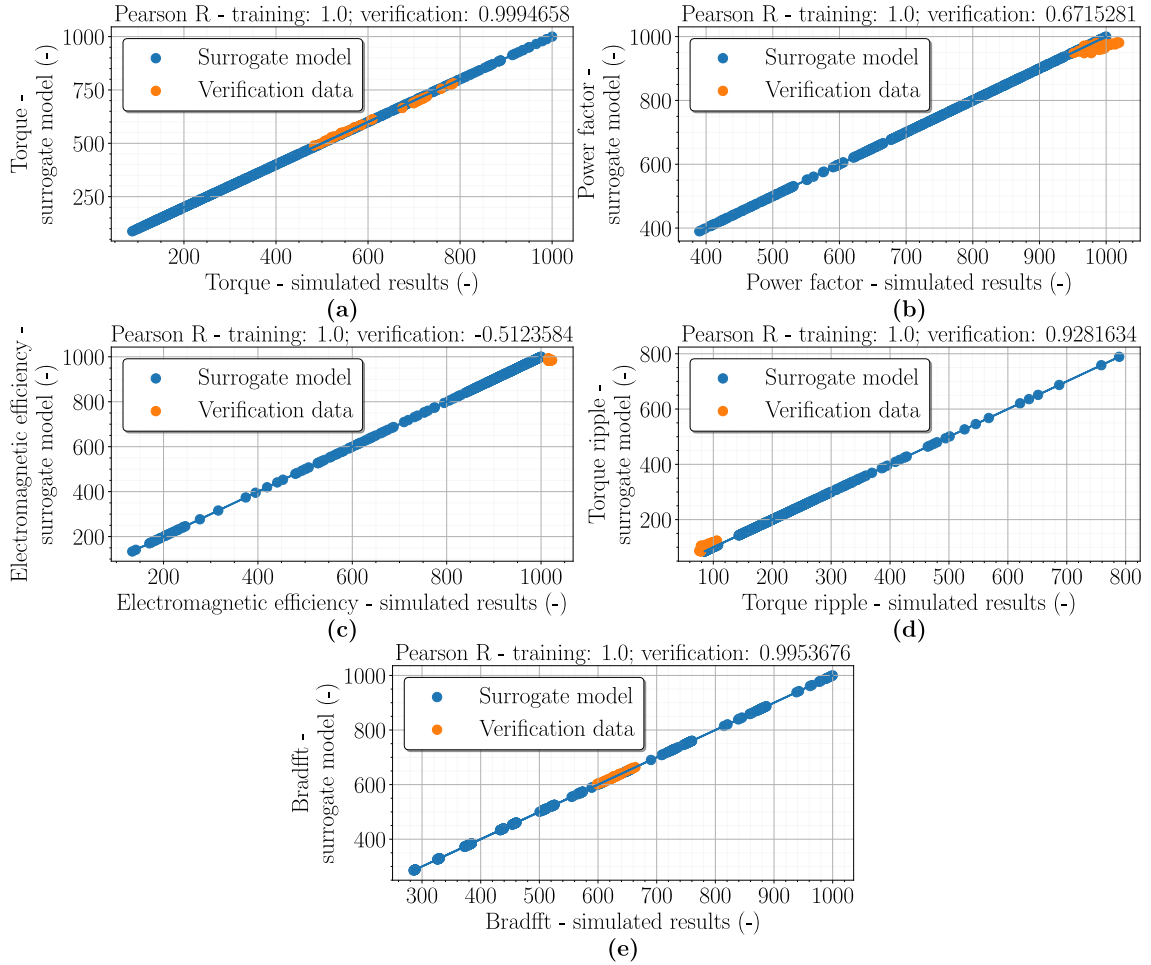 Pearson R - training: 1.0; verification: 0.9994658
Torque -
surrogate model (-)
1000
750
500
250
Surrogate model
Verification data
200 400 600 800 1000
Torque - simulated results (-)
(a)
Pearson R - training: 1.0; verification: 0.6715281
Power factor -
surrogate model (-)
1000
800
600
400
Surrogate model
Verification data
400 500 600 700 800 900 1000
Power factor - simulated results (-)
(b)
Pearson R - training: 1.0; verification: -0.5123584
Electromagnetic efficiency -
surrogate model (-)
1000
800
600
400
200
Surrogate model
Verification data
200 400 600 800 1000
Electromagnetic efficiency - simulated results (-)
(c)
Pearson R - training: 1.0; verification: 0.9281634
Torque ripple -
surrogate model (-)
800
600
400
200
Surrogate model
Verification data
100 200 300 400 500 600 700 800
Torque ripple - simulated results (-)
(d)
Pearson R - training: 1.0; verification: 0.9953676
Bradfft -
surrogate model (-)
1000
800
600
400
Surrogate model
Verification data
300 400 500 600 700 800 900 1000
Bradfft - simulated results (-)
(e)